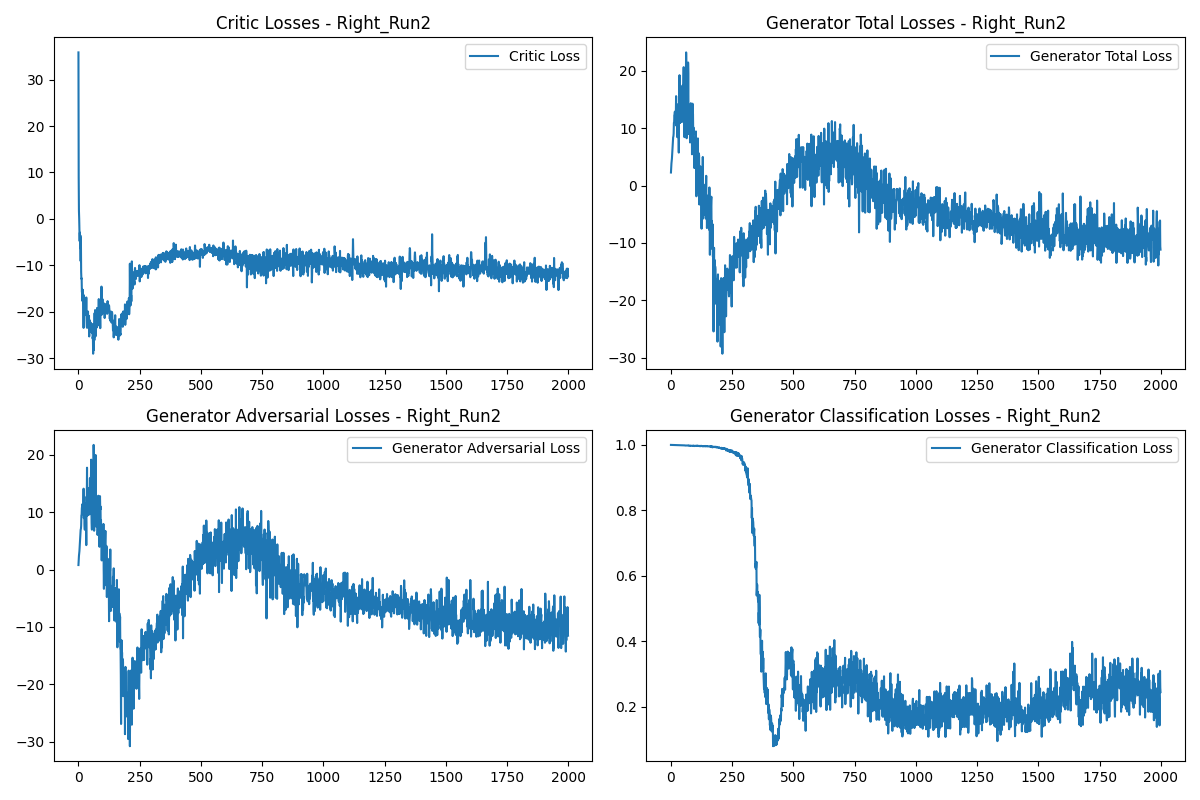 Critic Losses - Right_Run2
Critic Loss
30
20
10
0
−10
−20
−30
0 250 500 750 1000 1250 1500 1750 2000
Generator Total Losses - Right_Run2
Generator Total Loss
20
10
0
−10
−20
−30
0 250 500 750 1000 1250 1500 1750 2000
Generator Adversarial Losses - Right_Run2
Generator Adversarial Loss
20
10
0
−10
−20
−30
0 250 500 750 1000 1250 1500 1750 2000
Generator Classification Losses - Right_Run2
Generator Classification Loss
1.0
0.8
0.6
0.4
0.2
0 250 500 750 1000 1250 1500 1750 2000